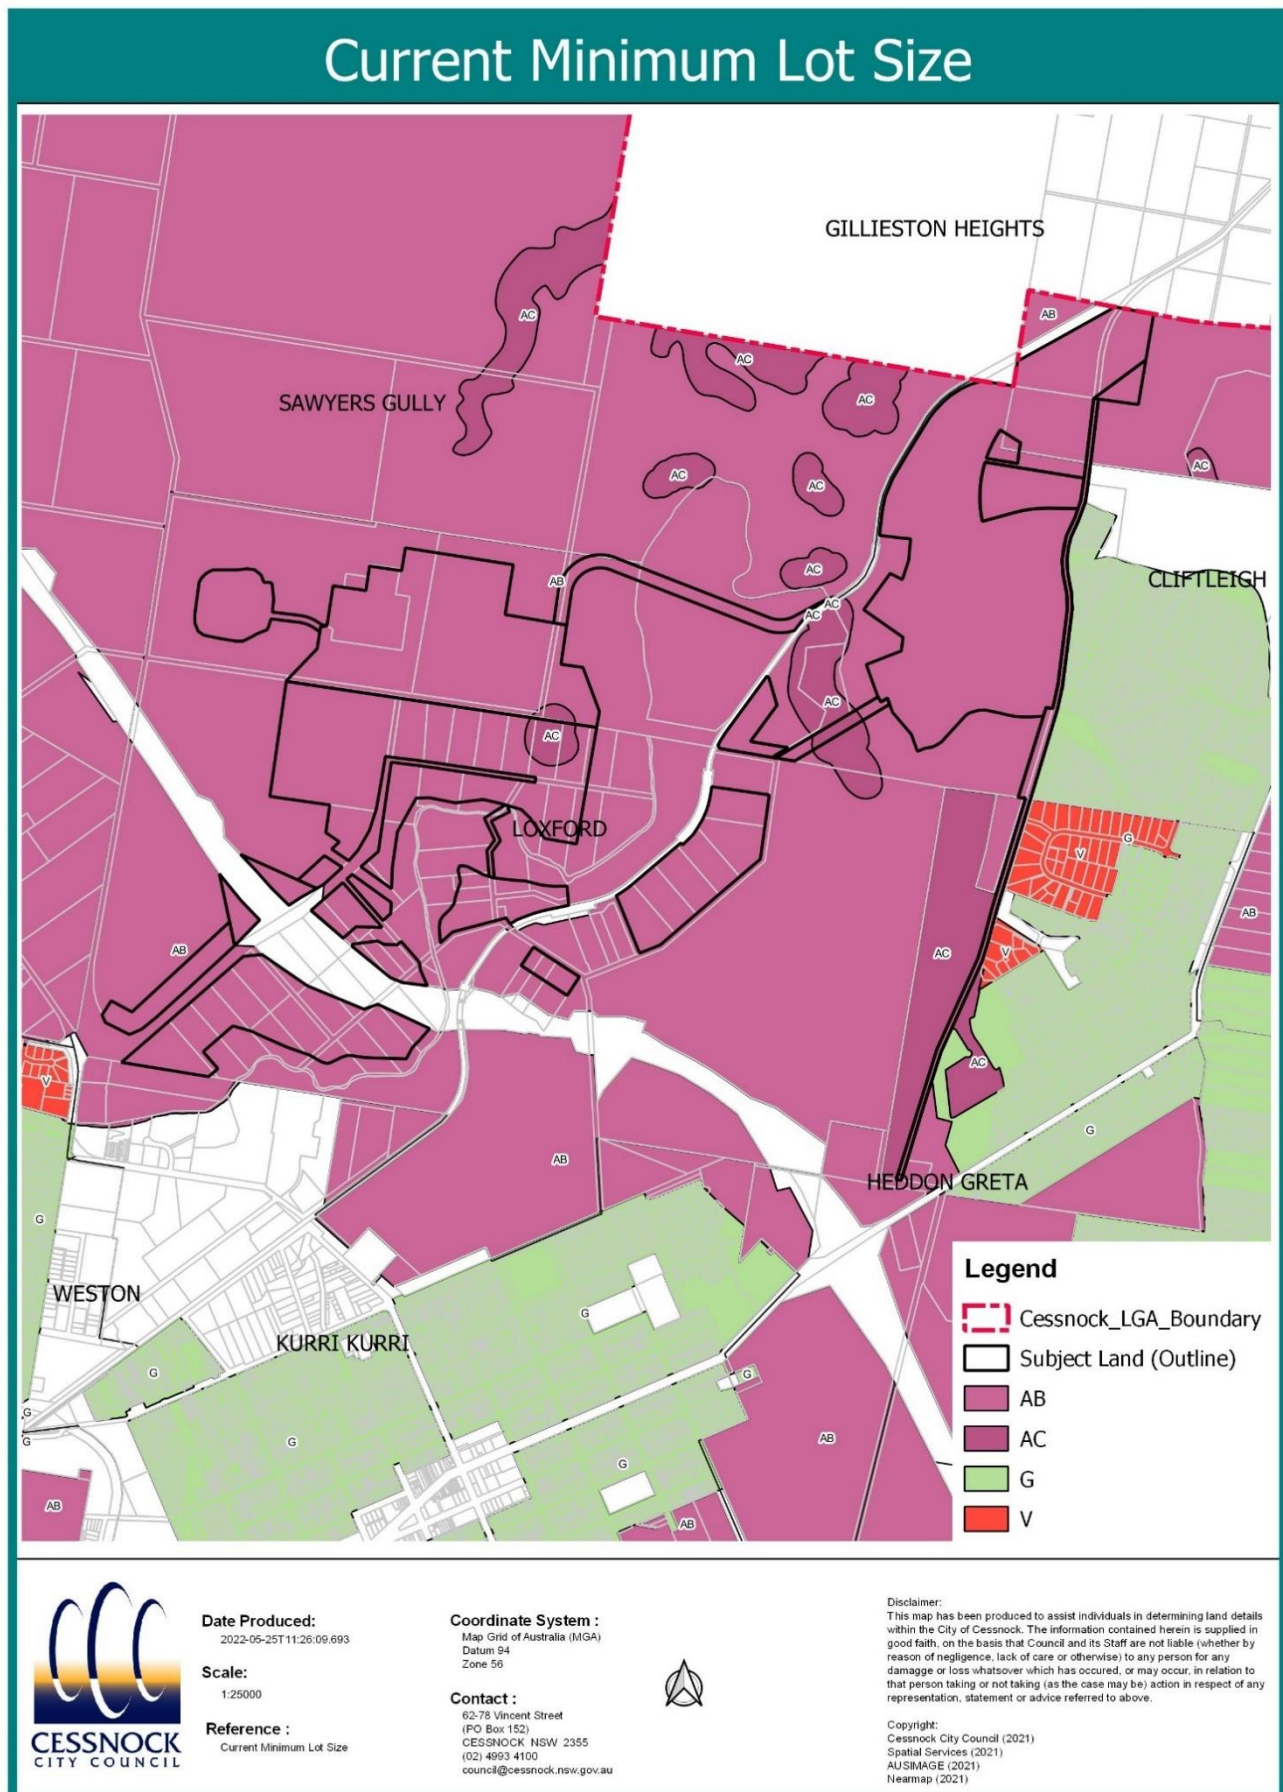 Current Minimum Lot Size
GILLIESTON HEIGHTS
AB
AC
SAWYERS GULLY
AC
AC
AC
AC
AC
AC
CLIFTLEIGH
AB
AC
AC
AC
AC
AC
LOXFORD
V
G
AB
AB
AC
V
AC
V
G
AB
HEDDON GRETA
G
WESTON
G
KURRI KURRI
G
G
G
G
G
G
AB
AB
AB
Legend
Cessnock_LGA_Boundary
Subject Land (Outline)
AB
AC
G
V
CESSNOCK
CITY COUNCIL
Date Produced:
2022-05-25T11:26:09.693
Scale:
1:25000
Reference :
Current Minimum Lot Size
Coordinate System :
Map Grid of Australia (MGA)
Datum 94
Zone 56
Contact :
62-78 Vincent Street
(PO Box 152)
CESSNOCK NSW 2355
(02) 4993 4100
council@cessnock.nsw.gov.au
Disclaimer:
This map has been produced to assist individuals in determining land details
within the City of Cessnock. The information contained herein is supplied in
good faith, on the basis that Council and its Staff are not liable (whether by
reason of negligence, lack of care or otherwise) to any person for any
damagge or loss whatsover which has occured, or may occur, in relation to
that person taking or not taking (as the case may be) action in respect of any
representation, statement or advice referred to above.
Copyright:
Cessnock City Council (2021)
Spatial Services (2021)
AUSIMAGE (2021)
Nearmap (2021)